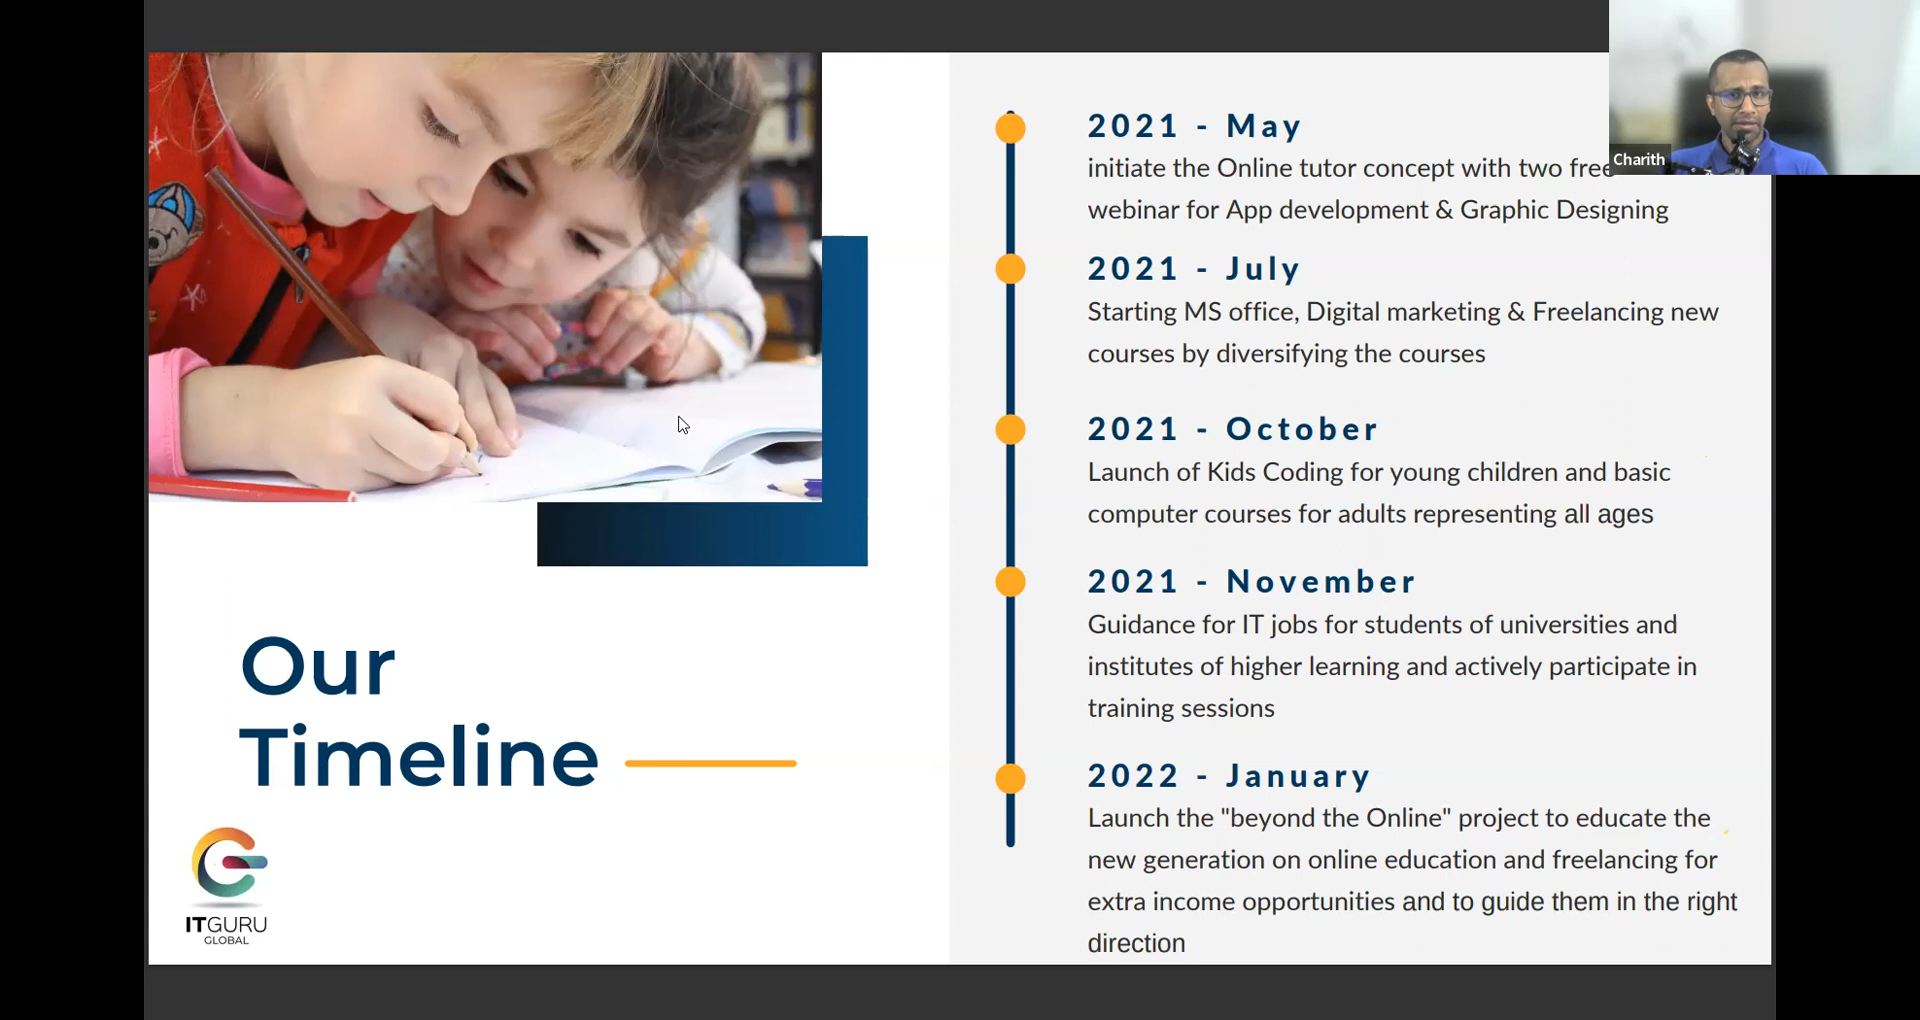 2021 - May
initiate the Online tutor concept with two free
webinar for App development & Graphic Designing
2021 - July
Starting MS office, Digital marketing & Freelancing new
courses by diversifying the courses
2021 - October
Launch of Kids Coding for young children and basic
computer courses for adults representing all ages
2021 - November
Guidance for IT jobs for students of universities and
institutes of higher learning and actively participate in
training sessions
2022 - January
Launch the "beyond the Online" project to educate the
new generation on online education and freelancing for
extra income opportunities and to guide them in the right
direction
Our
Timeline
ITGURU
GLOBAL
Charith